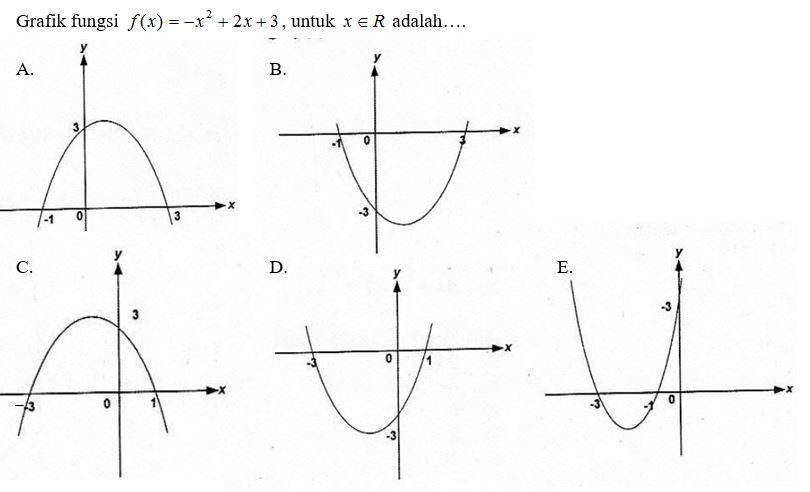 Grafik fungsi f(x) = −x² + 2x + 3, untuk x ∈ R adalah….
A.
y
3
-1
0
3
x
B.
y
x
-1
0
3
-3
C.
y
3
x
–3
0
1
D.
y
x
-3
0
1
-3
E.
y
-3
x
-3
-1
0